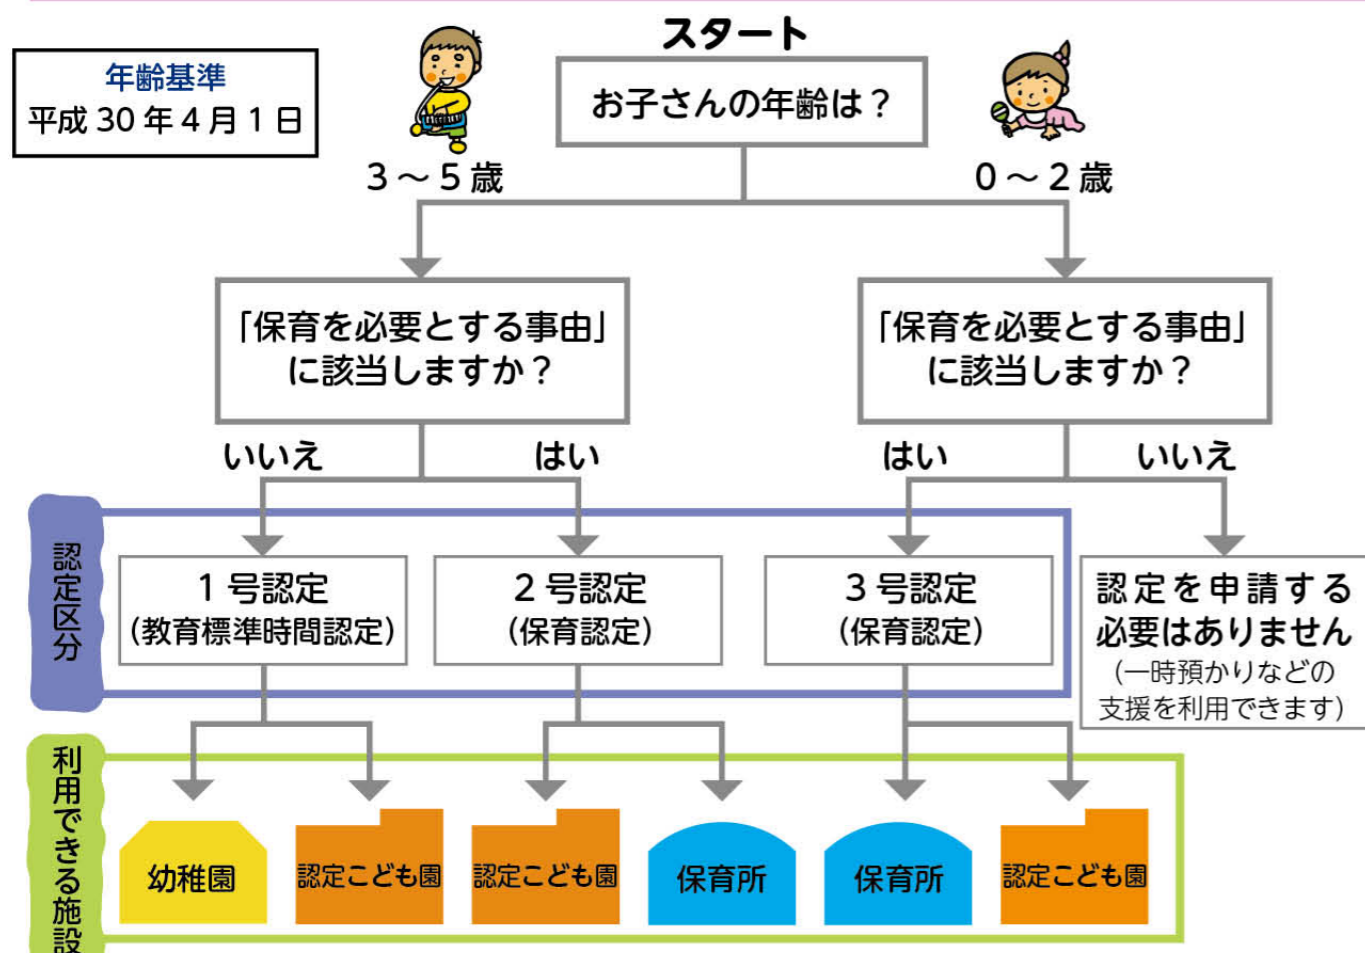 スタート
年齢基準
平成 30 年 4 月 1 日
お子さんの年齢は？
3～5歳
0～2歳
「保育を必要とする事由」
に該当しますか？
「保育を必要とする事由」
に該当しますか？
いいえ
はい
はい
いいえ
認定区分
1 号認定
（教育標準時間認定）
2 号認定
（保育認定）
3 号認定
（保育認定）
認定を申請する
必要はありません
（一時預かりなどの
支援を利用できます）
利用できる施設
幼稚園
認定こども園
認定こども園
保育所
保育所
認定こども園